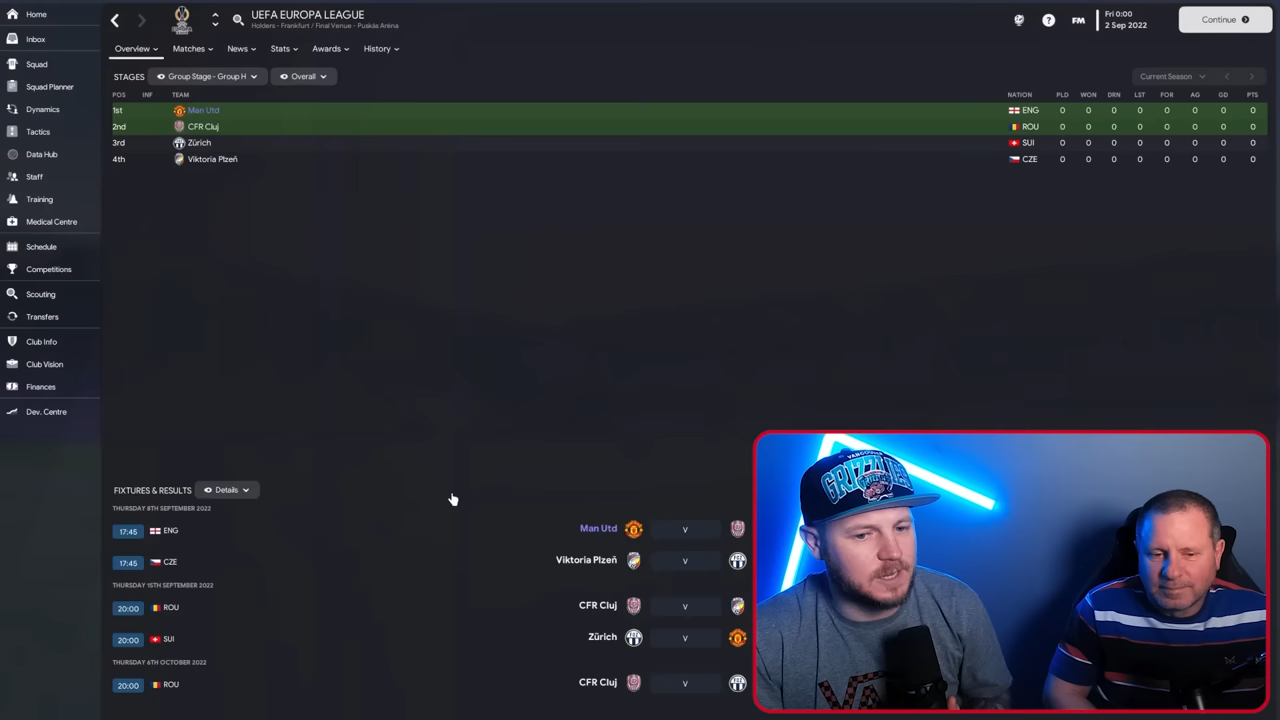 Home
Inbox
Squad
Squad Planner
Dynamics
Tactics
Data Hub
Staff
Training
Medical Centre
Schedule
Competitions
Scouting
Transfers
Club Info
Club Vision
Finances
Dev. Centre
UEFA EUROPA LEAGUE
Holders - Frankfurt / Final Venue - Puskás Aréna
FM
Fri 0:00
2 Sep 2022
Continue
Overview Matches News Stats Awards History
STAGES Group Stage - Group H Overall Current Season
POS INF TEAM NATION PLD WON DRN LST FOR AG GD PTS
1st Man Utd ENG 0 0 0 0 0 0 0 0
2nd CFR Cluj ROU 0 0 0 0 0 0 0 0
3rd Zürich SUI 0 0 0 0 0 0 0 0
4th Viktoria Plzeň CZE 0 0 0 0 0 0 0 0
FIXTURES & RESULTS Details
THURSDAY 8TH SEPTEMBER 2022
17:45 ENG Man Utd v
17:45 CZE Viktoria Plzeň v
THURSDAY 15TH SEPTEMBER 2022
20:00 ROU CFR Cluj v
20:00 SUI Zürich v
THURSDAY 6TH OCTOBER 2022
20:00 ROU CFR Cluj v
VANCOUVER
GRIZZLIES